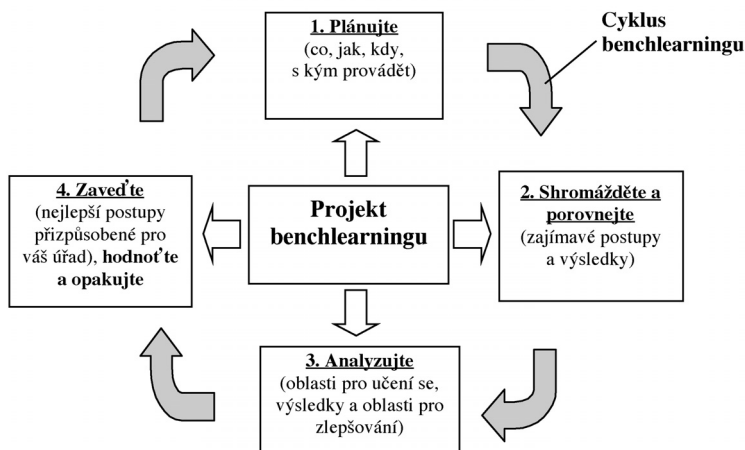 1. Plánujte
(co, jak, kdy,
s kým provádět)
Cyklus
benchlearningu
4. Zaveďte
(nejlepší postupy
přizpůsobené pro
váš úřad), hodnoťte
a opakujte
Projekt
benchlearningu
2. Shromážděte a
porovnejte
(zajímavé postupy
a výsledky)
3. Analyzujte
(oblasti pro učení se,
výsledky a oblasti pro
zlepšování)